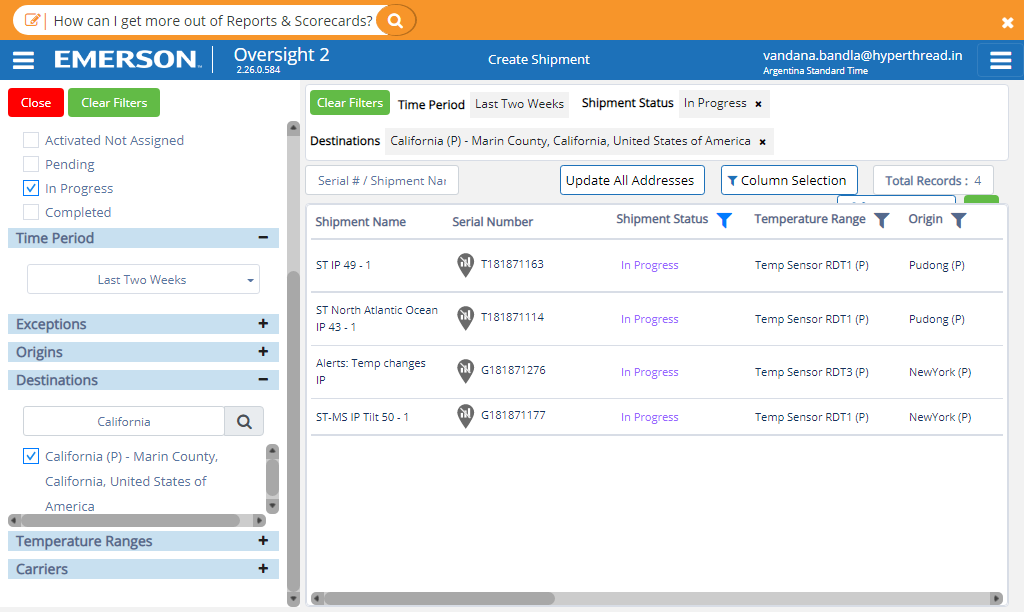 How can I get more out of Reports & Scorecards?
EMERSON
Oversight 2
2.26.0.584
Create Shipment
vandana.bandla@hyperthread.in
Argentina Standard Time
Close
Clear Filters
Activated Not Assigned
Pending
In Progress
Completed
Time Period
Last Two Weeks
Exceptions
Origins
Destinations
California
California (P) - Marin County,
California, United States of
America
Temperature Ranges
Carriers
Clear Filters Time Period Last Two Weeks Shipment Status In Progress ×
Destinations California (P) - Marin County, California, United States of America ×
Serial # / Shipment Nar Update All Addresses Column Selection Total Records : 4
Shipment Name Serial Number Shipment Status Temperature Range Origin
ST IP 49 - 1 T181871163 In Progress Temp Sensor RDT1 (P) Pudong (P)
ST North Atlantic Ocean
IP 43 - 1 T181871114 In Progress Temp Sensor RDT1 (P) Pudong (P)
Alerts: Temp changes
IP G181871276 In Progress Temp Sensor RDT3 (P) NewYork (P)
ST-MS IP Tilt 50 - 1 G181871177 In Progress Temp Sensor RDT1 (P) NewYork (P)